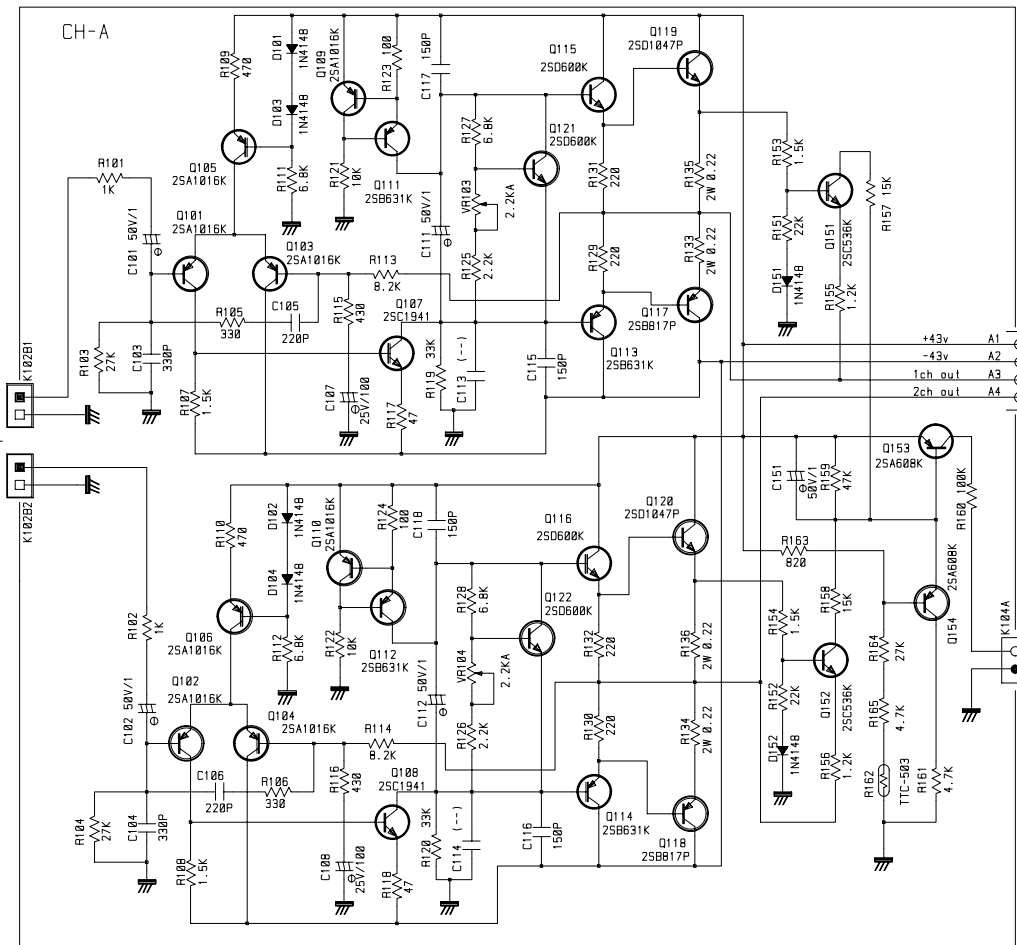 CH-A
R109 470
D101 1N4148
D103 1N4148
Q109 2SA1016K
R123 100
C117 150P
Q115 2SD600K
Q119 2SD1047P
R101 1K
Q105 2SA1016K
R111 6.8K
R121 10K
Q111 2SB631K
R127 6.8K
Q121 2SD600K
VR103 2.2KA
R131 220
R135 2W 0.22
R153 1.5K
R151 22K
Q151 2SC536K
R157 15K
C101 50V/1
Q101 2SA1016K
Q103 2SA1016K
R113 8.2K
C111 50V/1
R125 2.2K
R129 220
R133 2W 0.22
D151 1N4148
R155 1.2K
R105 330
C105 220P
R115 430
Q107 2SC1941
Q117 2SB817P
Q113 2SB631K
K102B1
R103 27K
C103 330P
R107 1.5K
C107 25V/100
R117 47
R119 33K
C113 (--)
C115 150P
+43v A1
-43v A2
1ch out A3
2ch out A4
K102B2
R110 470
D102 1N4148
D104 1N4148
Q110 2SA1016K
R124 100
C118 150P
Q116 2SD600K
Q120 2SD1047P
C151 50V/1
R159 47K
Q153 2SA608K
R160 100K
R163 820
R102 1K
Q106 2SA1016K
R112 6.8K
R122 10K
Q112 2SB631K
R128 6.8K
Q122 2SD600K
VR104 2.2KA
R132 220
R136 2W 0.22
R154 1.5K
R158 15K
2SA608K
Q154
R164 27K
K104A
C102 50V/1
Q102 2SA1016K
Q104 2SA1016K
R114 8.2K
C112 50V/1
R126 2.2K
R130 220
R134 2W 0.22
R152 22K
Q152 2SC536K
R165 4.7K
D152 1N4148
R156 1.2K
R162 TTC-503
R161 4.7K
C106 220P
R106 330
R116 430
Q108 2SC1941
R104 27K
C104 330P
R108 1.5K
C108 25V/100
R118 47
R120 33K
C114 (--)
C116 150P
Q114 2SB631K
Q118 2SB817P